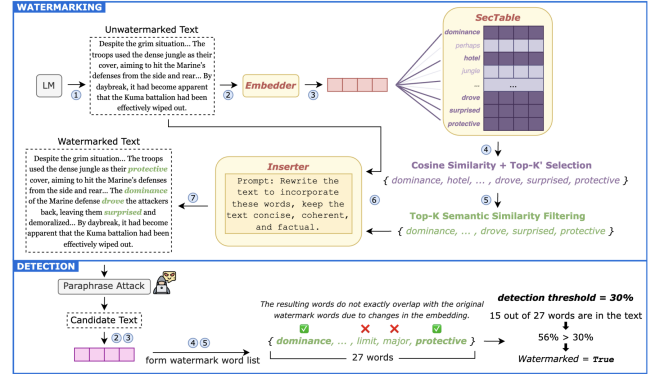 WATERMARKING
Unwatermarked Text
Despite the grim situation... The
troops used the dense jungle as their
cover, aiming to hit the Marine's
defenses from the side and rear... By
daybreak, it had become apparent
that the Kuma battalion had been
effectively wiped out.
LM
①
②
Embedder
③
SecTable
dominance
perhaps
hotel
jungle
...
...
drove
surprised
protective
④
Cosine Similarity + Top-K' Selection
{ dominance, hotel, ... , drove, surprised, protective }
⑤
Top-K Semantic Similarity Filtering
{ dominance, ... , drove, surprised, protective }
⑥
Inserter
Prompt: Rewrite the
text to incorporate
these words, keep the
text concise, coherent,
and factual.
⑦
Watermarked Text
Despite the grim situation... The troops
used the dense jungle as their protective
cover, aiming to hit the Marine's defenses
from the side and rear... The dominance
of the Marine defense drove the attackers
back, leaving them surprised and
demoralized... By daybreak, it had become
apparent that the Kuma battalion had been
effectively wiped out.
DETECTION
Paraphrase Attack
Candidate Text
② ③
④ ⑤
form watermark word list
The resulting words do not exactly overlap with the original
watermark words due to changes in the embedding.
{ dominance, ... , limit, major, protective }
27 words
detection threshold = 30%
15 out of 27 words are in the text
56% > 30%
Watermarked = True